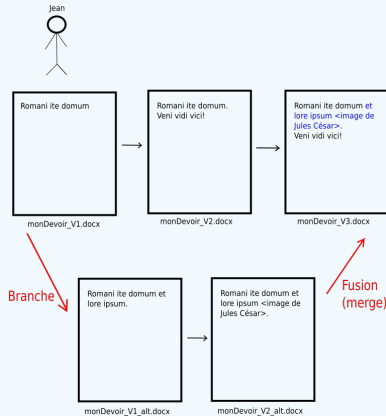 Jean
Romani ite domum
Romani ite domum.
Veni vidi vici!
Romani ite domum et
lore ipsum <image de
Jules César>.
Veni vidi vici!
monDevoir_V1.docx
monDevoir_V2.docx
monDevoir_V3.docx
Branche
Romani ite domum et
lore ipsum.
Romani ite domum et
lore ipsum <image de
Jules César>.
Fusion
(merge)
monDevoir_V1_alt.docx
monDevoir_V2_alt.docx